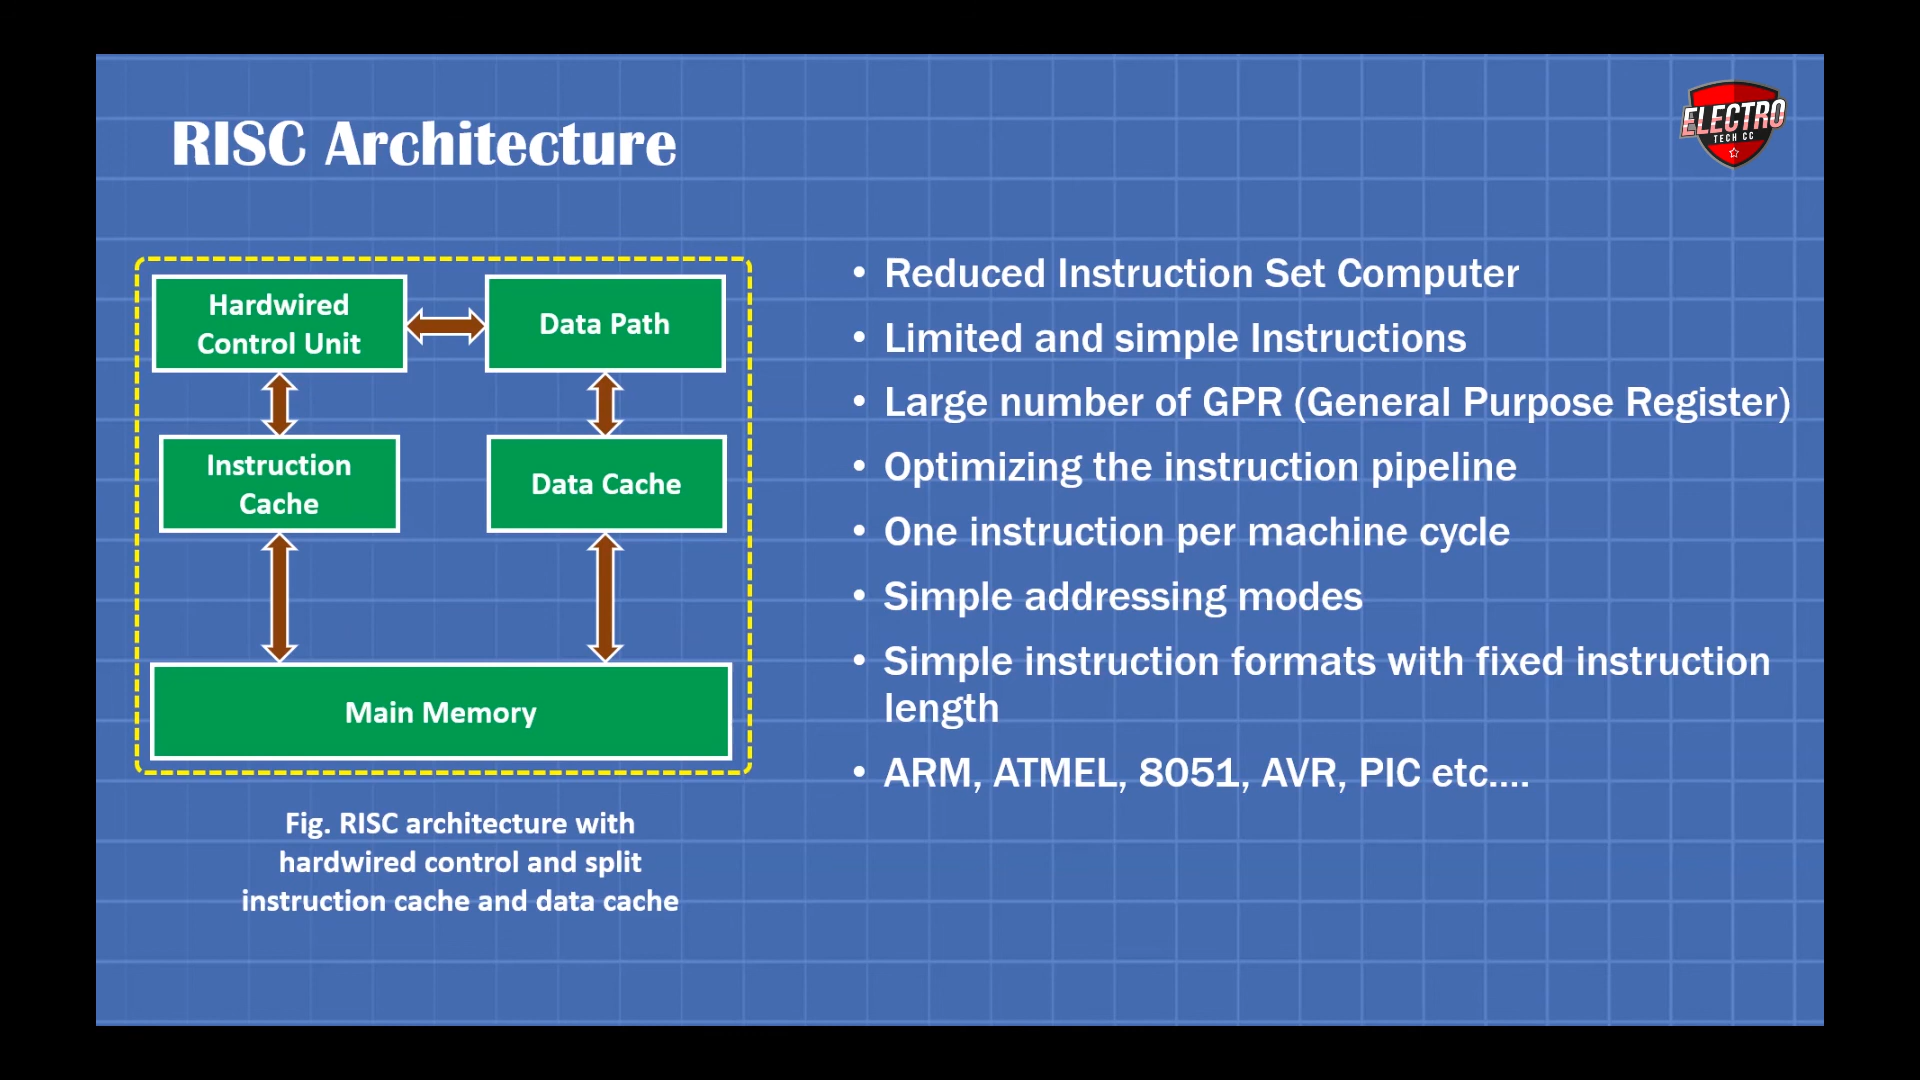 RISC Architecture
ELECTRO
TECH CC
Hardwired
Control Unit
Data Path
Instruction
Cache
Data Cache
Main Memory
Fig. RISC architecture with
hardwired control and split
instruction cache and data cache
• Reduced Instruction Set Computer
• Limited and simple Instructions
• Large number of GPR (General Purpose Register)
• Optimizing the instruction pipeline
• One instruction per machine cycle
• Simple addressing modes
• Simple instruction formats with fixed instruction
length
• ARM, ATMEL, 8051, AVR, PIC etc....